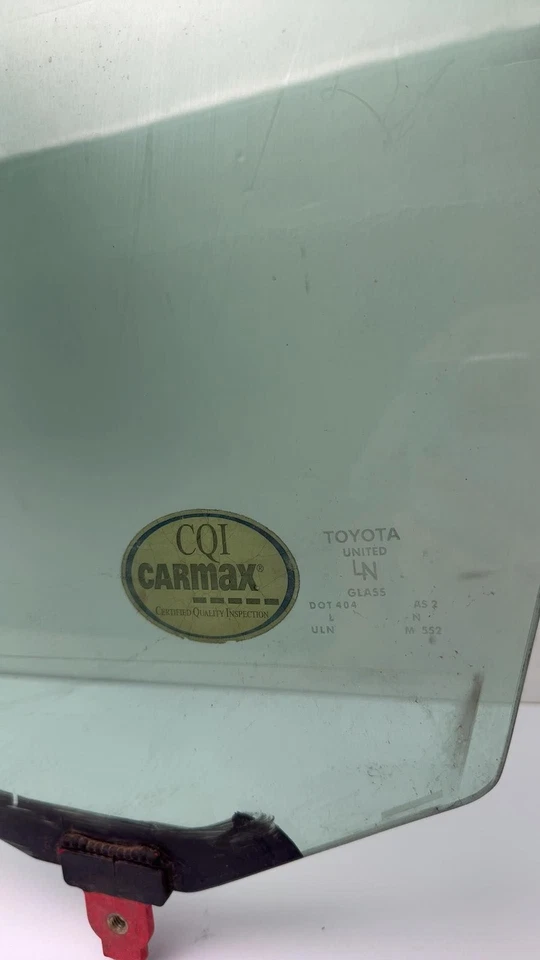 CQI
CARMAX®
CERTIFIED QUALITY INSPECTION
TOYOTA
UNITED
LN
GLASS
DOT 404 AS 2
L N
ULN M 552